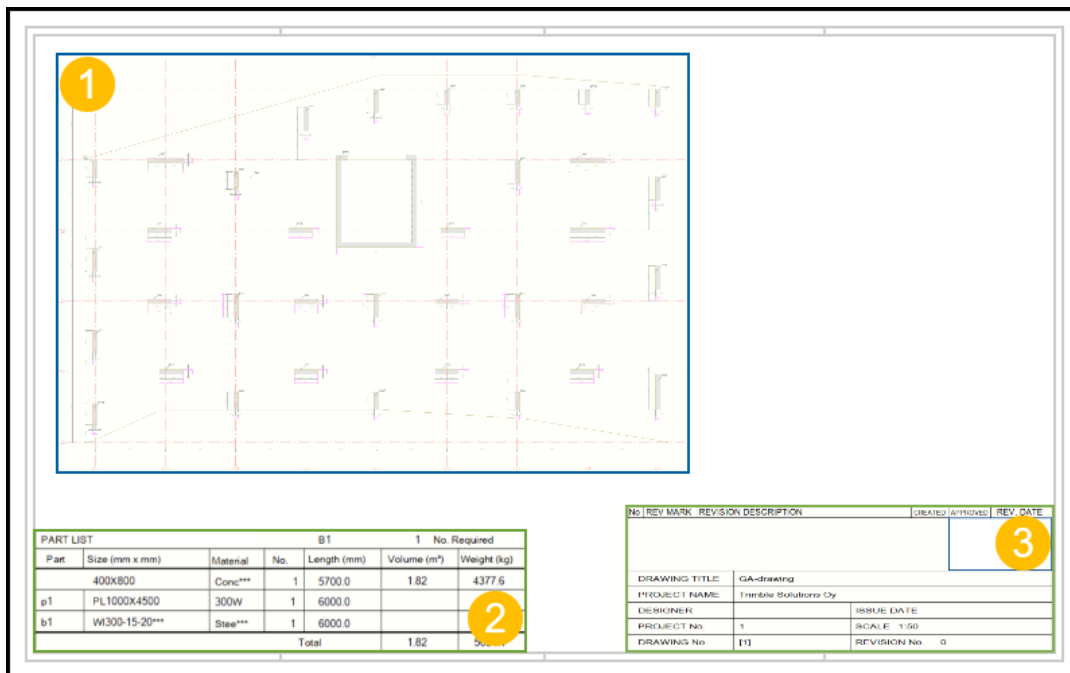 1
PART LIST B1 1 No. Required
Part Size (mm x mm) Material No. Length (mm) Volume (m³) Weight (kg)
400X800 Conc*** 1 5700.0 1.82 4377.6
p1 PL1000X4500 300W 1 6000.0
b1 WI300-15-20*** Stee*** 1 6000.0
Total 1.82
2
No REV MARK REVISION DESCRIPTION CREATED APPROVED REV. DATE
3
DRAWING TITLE GA-drawing
PROJECT NAME Trimble Solutions Oy
DESIGNER ISSUE DATE
PROJECT No. 1 SCALE 1:50
DRAWING No [1] REVISION No. 0